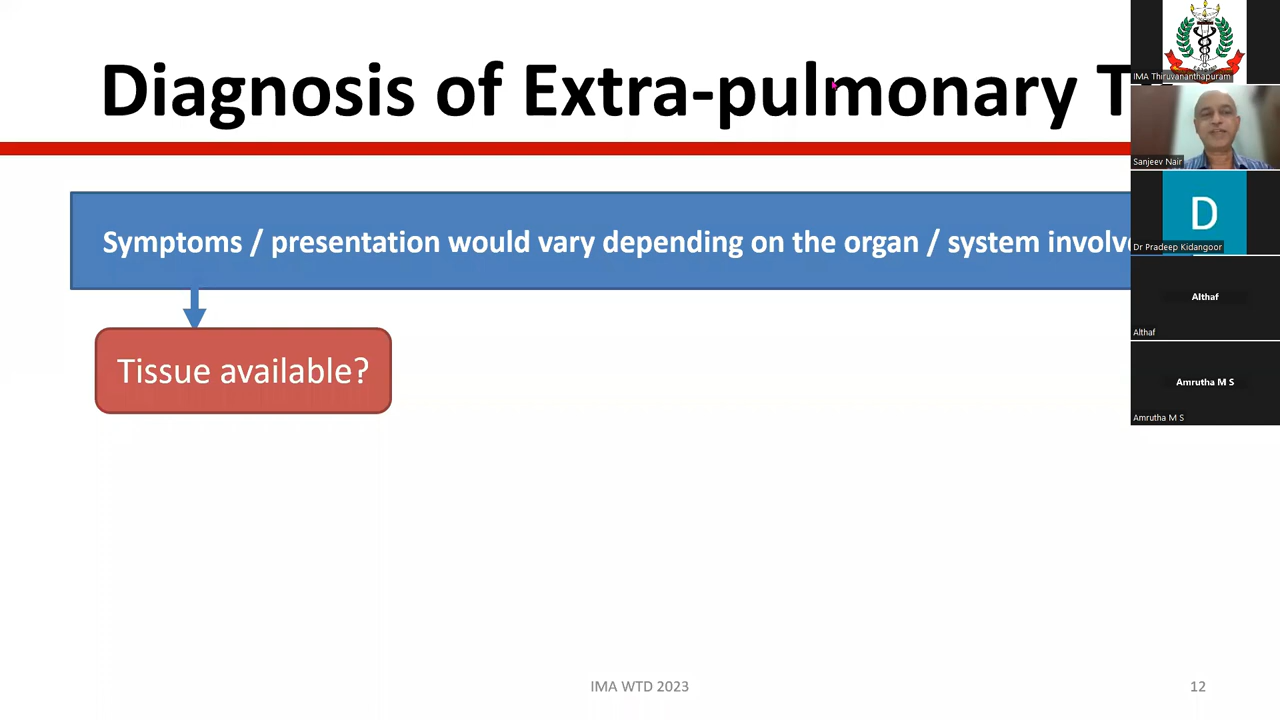 Diagnosis of Extra-pulmonary
Symptoms / presentation would vary depending on the organ / system
Tissue available?
IMA WTD 2023
12
IMA Thiruvananthapuram
Sanjeev Nair
D
Dr Pradeep Kidangoor
Althaf
Althaf
Amrutha M S
Amrutha M S